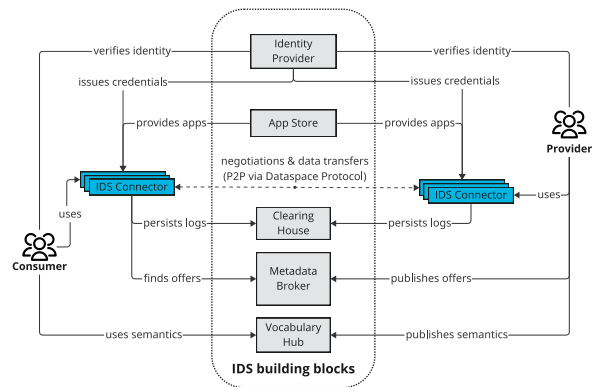 Identity
Provider
verifies identity
verifies identity
issues credentials
issues credentials
provides apps
App Store
provides apps
Provider
negotiations & data transfers
(P2P via Dataspace Protocol)
IDS Connector
IDS Connector
uses
uses
persists logs
Clearing
House
persists logs
Consumer
finds offers
Metadata
Broker
publishes offers
uses semantics
Vocabulary
Hub
publishes semantics
IDS building blocks